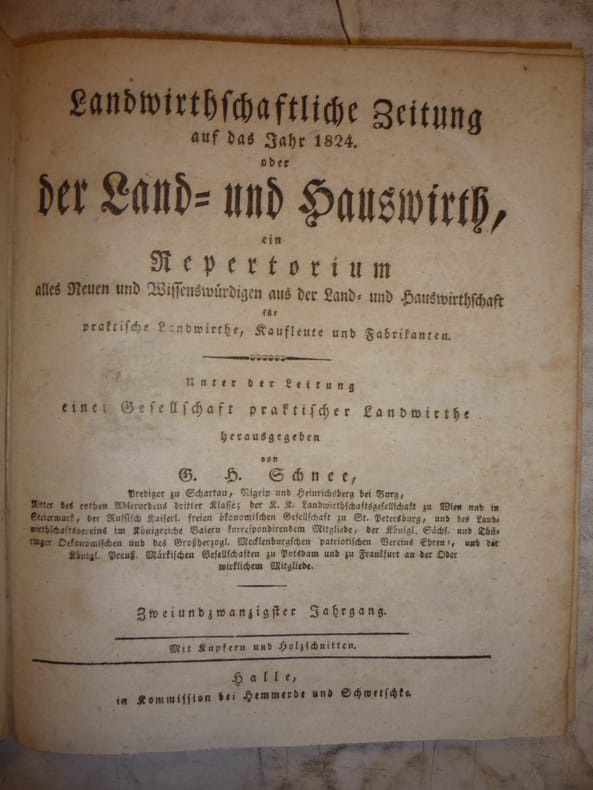 Landwirthschaftliche Zeitung
auf das Jahr 1824.
oder
der Land= und Hauswirth,
ein
Repertorium
alles Neuen und Wissenswürdigen aus der Land- und Hauswirthschaft
für
praktische Landwirthe, Kaufleute und Fabrikanten.
Unter der Leitung
einer Gesellschaft praktischer Landwirthe
herausgegeben
von
G. H. Schnee,
Prediger zu Schartau, Nigrip und Heinrichsberg bei Burg,
Ritter des rothen Adlerordens dritter Klasse; der K. K. Landwirthschaftsgesellschaft zu Wien und in
Steiermark, der Russisch Kaiserl. freien ökonomischen Gesellschaft zu St. Petersburg, und des Land=
wirthschaftsvereins im Königreiche Baiern korrespondirendem Mitgliede, der Königl. Sächs. und Thü=
ringer Oekonomischen und des Großherzogl. Mecklenburgschen patriotischen Vereins Ehren=, und der
Königl. Preuß. Märkischen Gesellschaften zu Potsdam und zu Frankfurt an der Oder
wirklichem Mitgliede.
Zweiundzwanzigster Jahrgang.
Mit Kupfern und Holzschnitten.
Halle,
in Kommission bei Hemmerde und Schwetschke.